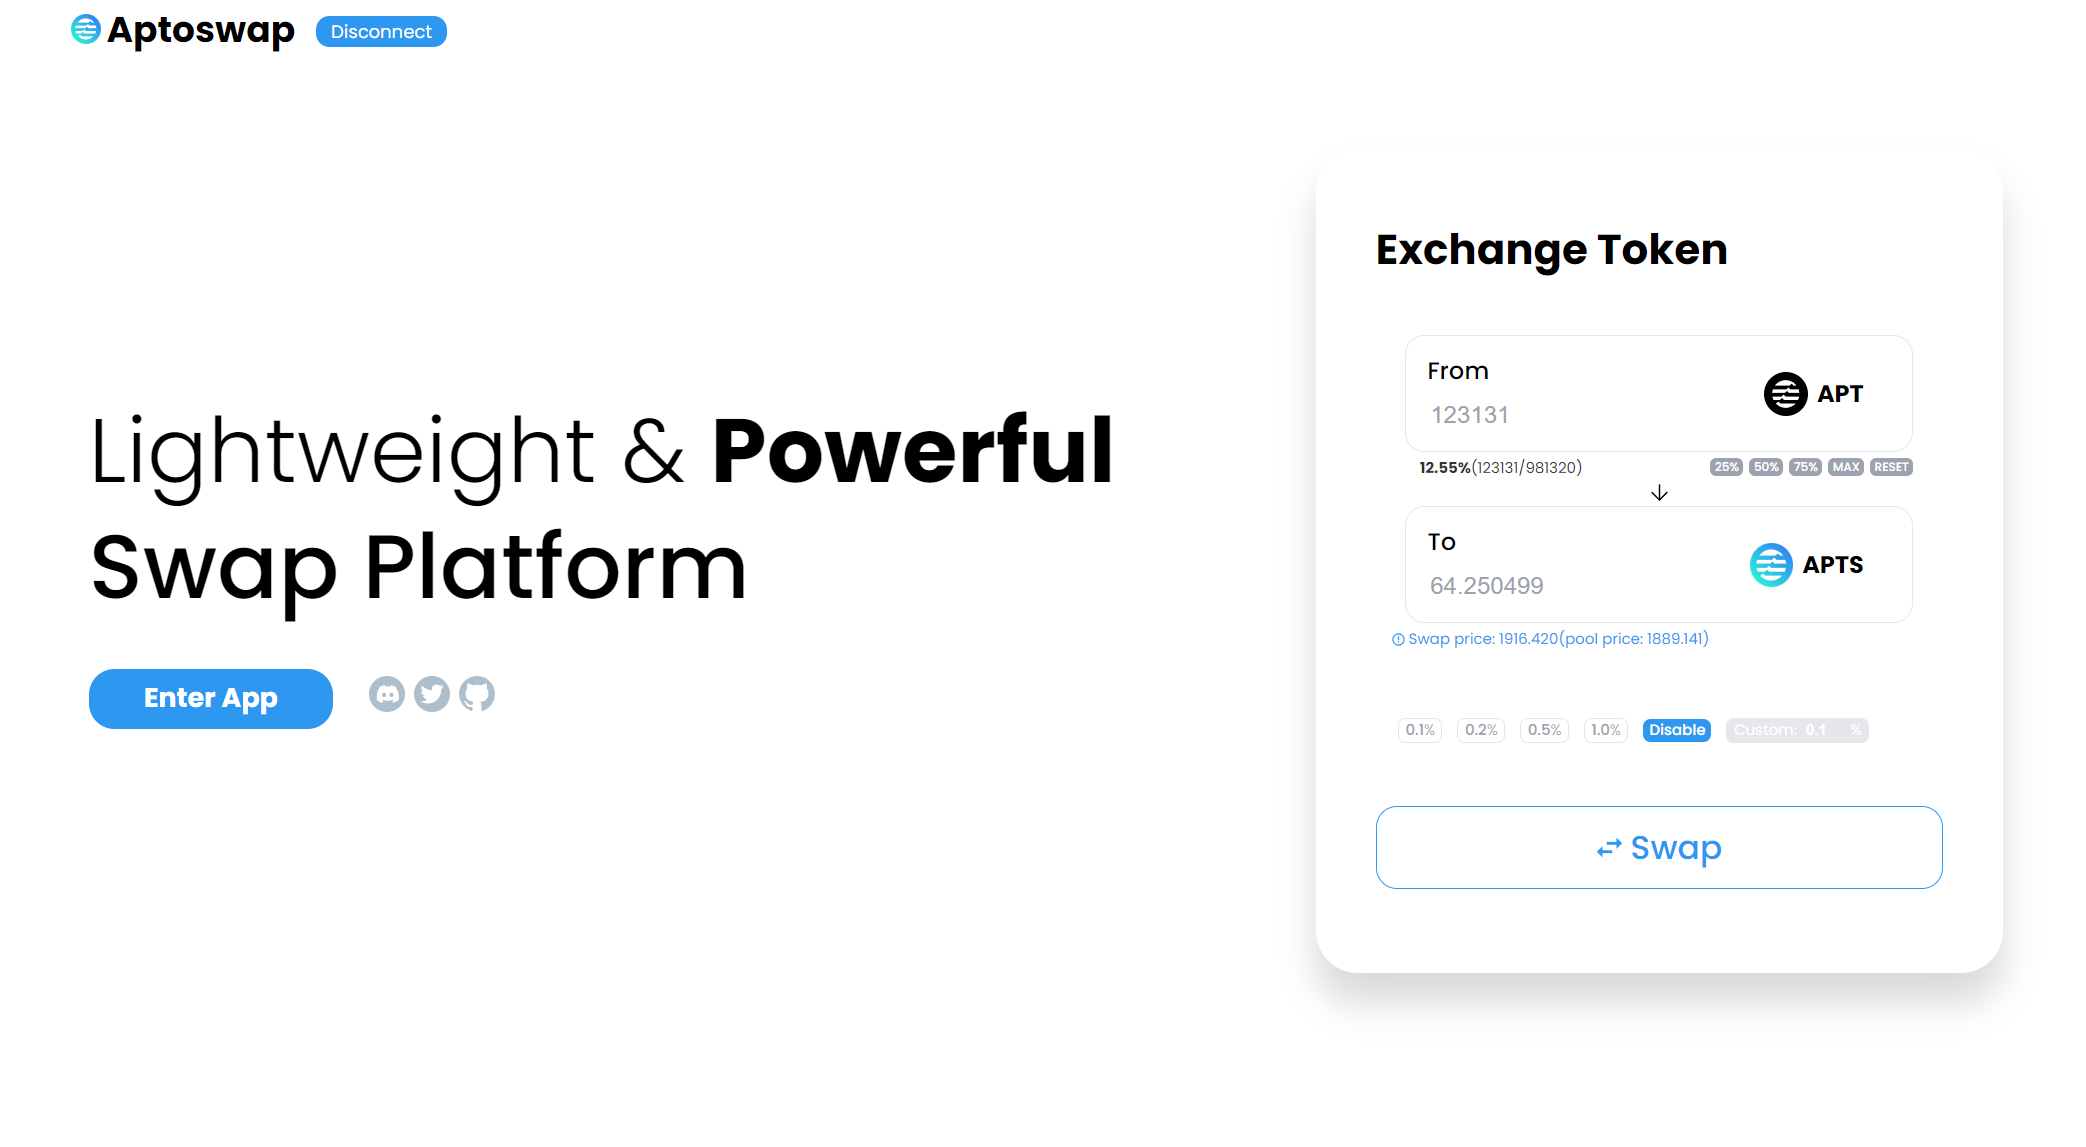 Aptoswap
Disconnect
Lightweight & Powerful
Swap Platform
Enter App
Exchange Token
From
123131
APT
12.55%(123131/981320)
25% 50% 75% MAX RESET
To
64.250499
APTS
Swap price: 1916.420(pool price: 1889.141)
0.1% 0.2% 0.5% 1.0% Disable Custom: 0.1 %
Swap